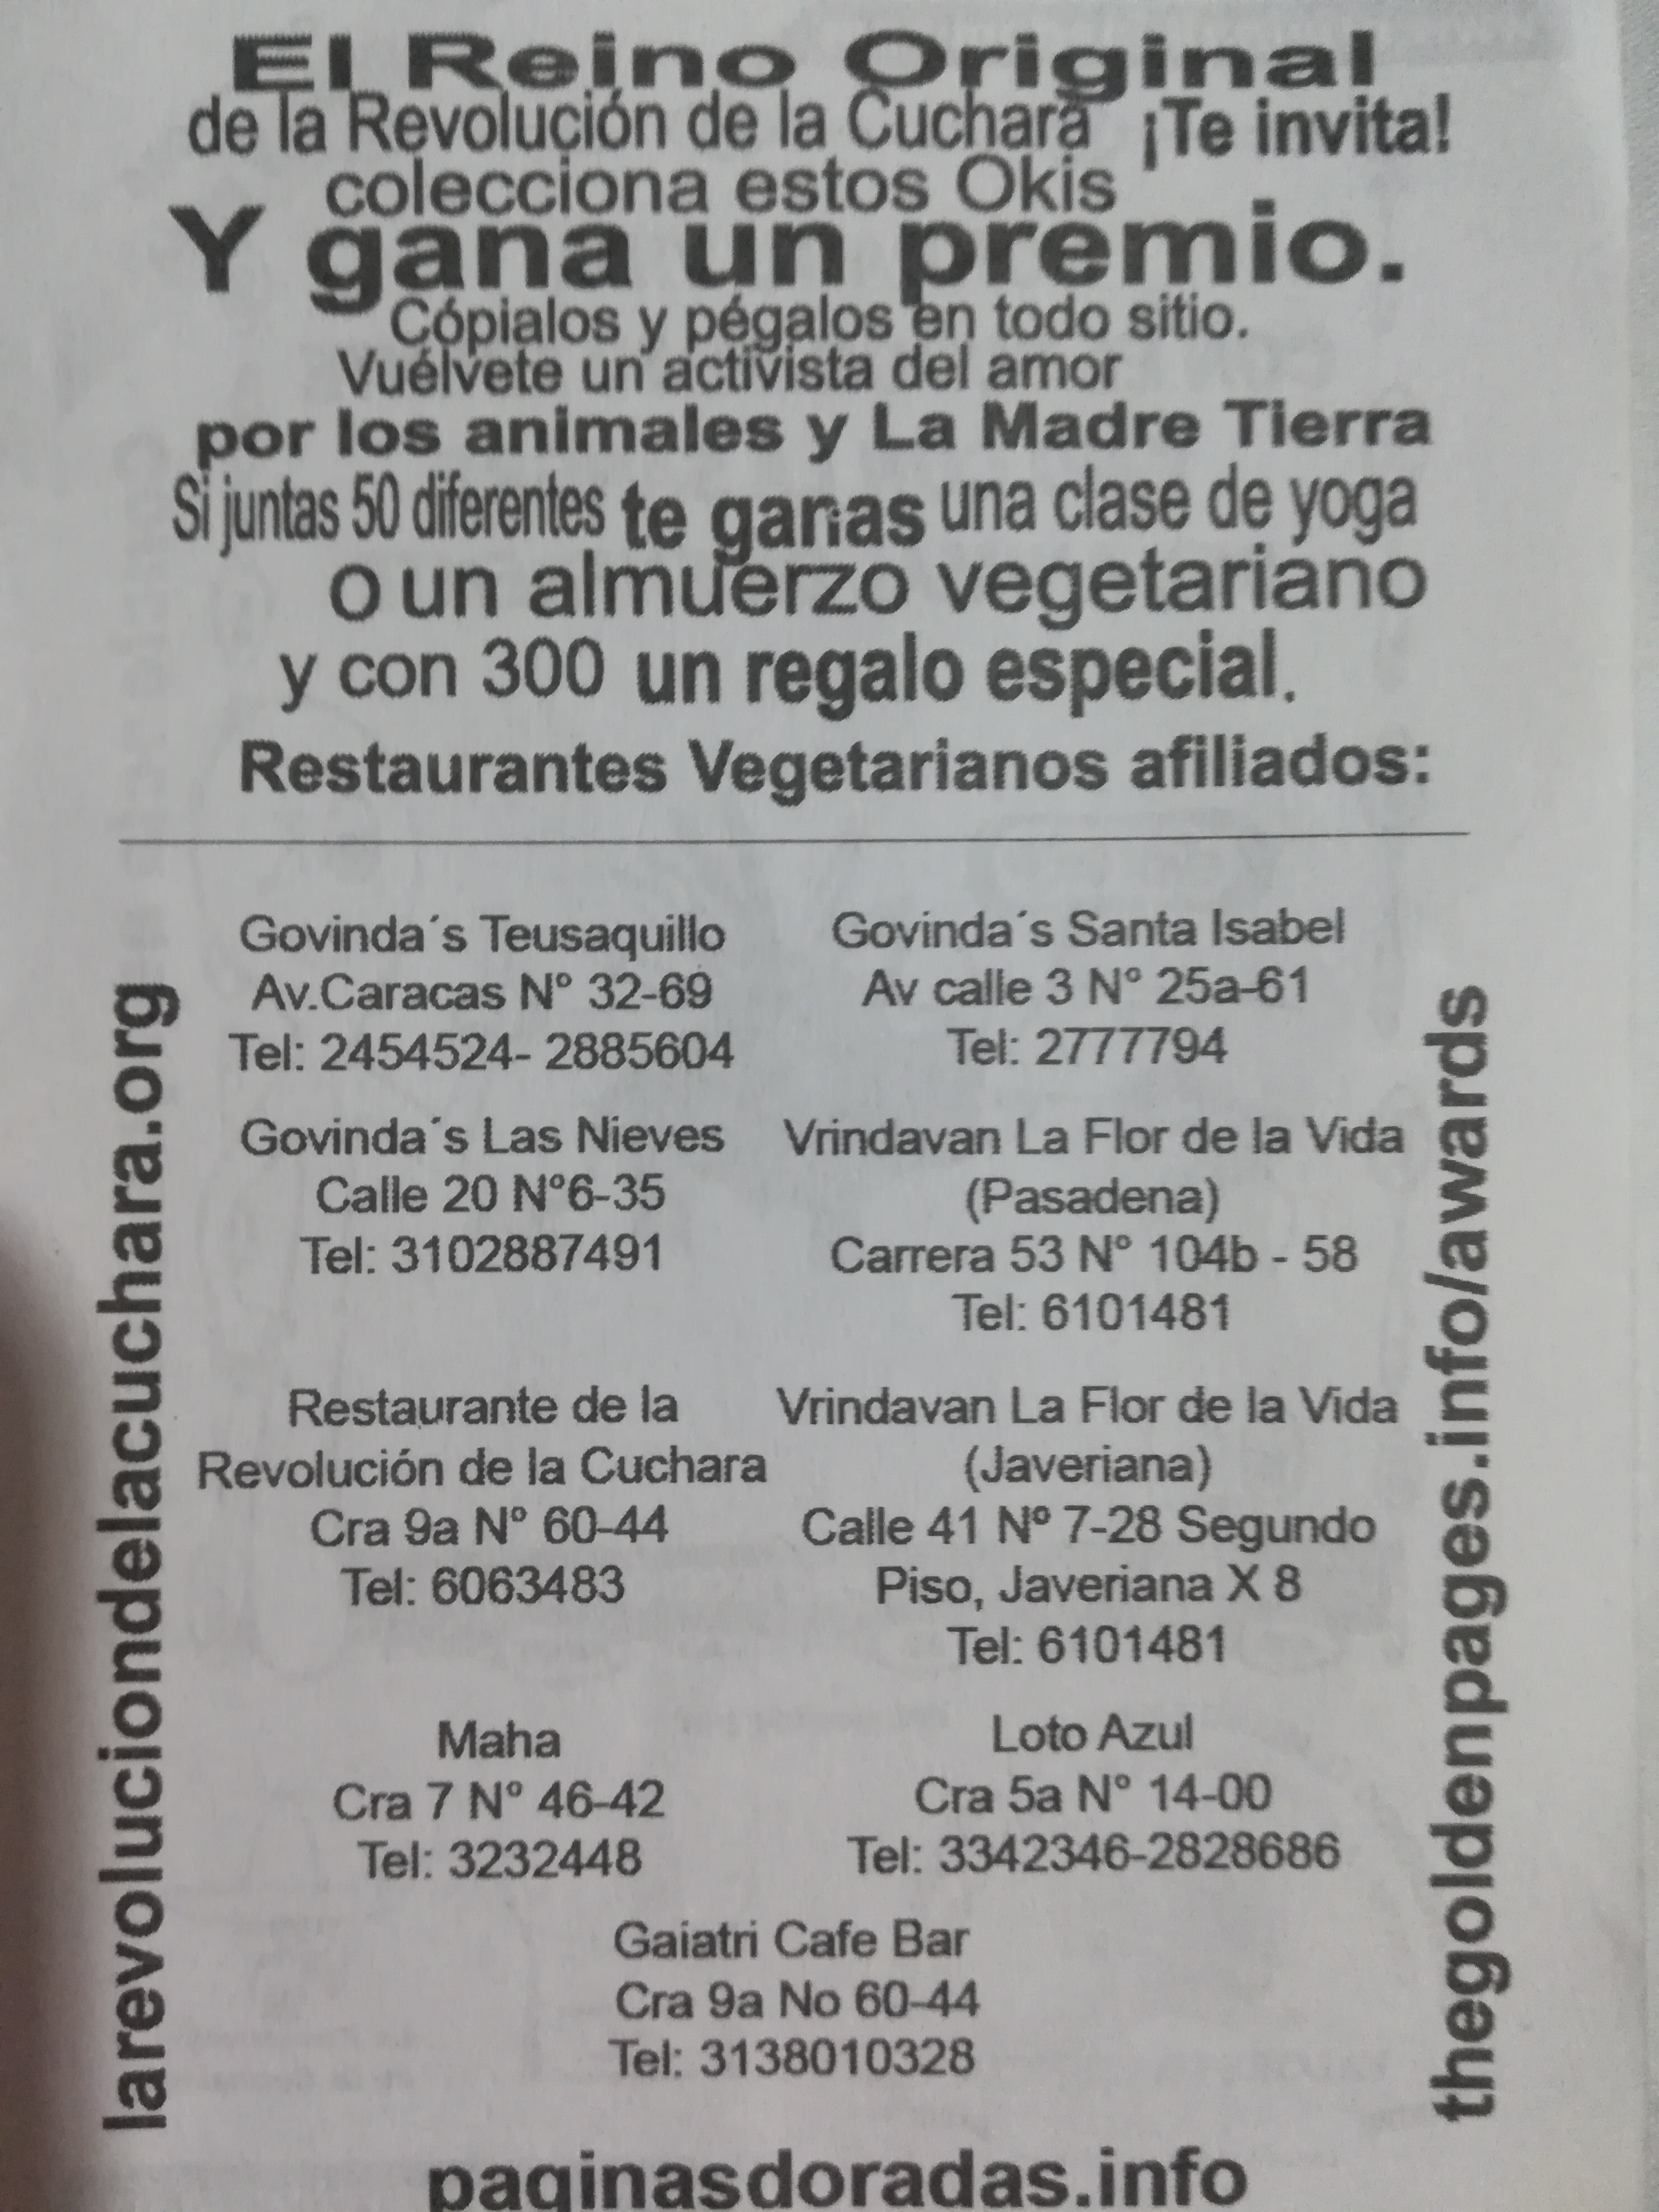 El Reino Original
de la Revolución de la Cuchara ¡Te invita!
colecciona estos Okis
Y gana un premio.
Cópialos y pégalos en todo sitio.
Vuélvete un activista del amor
por los animales y La Madre Tierra
Si juntas 50 diferentes te ganas una clase de yoga
o un almuerzo vegetariano
y con 300 un regalo especial.
Restaurantes Vegetarianos afiliados:
larevoluciondelacuchara.org
Govinda´s Teusaquillo
Av.Caracas N° 32-69
Tel: 2454524- 2885604
Govinda´s Santa Isabel
Av calle 3 N° 25a-61
Tel: 2777794
Govinda´s Las Nieves
Calle 20 N°6-35
Tel: 3102887491
Vrindavan La Flor de la Vida
(Pasadena)
Carrera 53 N° 104b - 58
Tel: 6101481
Restaurante de la
Revolución de la Cuchara
Cra 9a N° 60-44
Tel: 6063483
Vrindavan La Flor de la Vida
(Javeriana)
Calle 41 Nº 7-28 Segundo
Piso, Javeriana X 8
Tel: 6101481
Maha
Cra 7 N° 46-42
Tel: 3232448
Loto Azul
Cra 5a N° 14-00
Tel: 3342346-2828686
Gaiatri Cafe Bar
Cra 9a No 60-44
Tel: 3138010328
thegoldenpages.info/awards
paginasdoradas.info